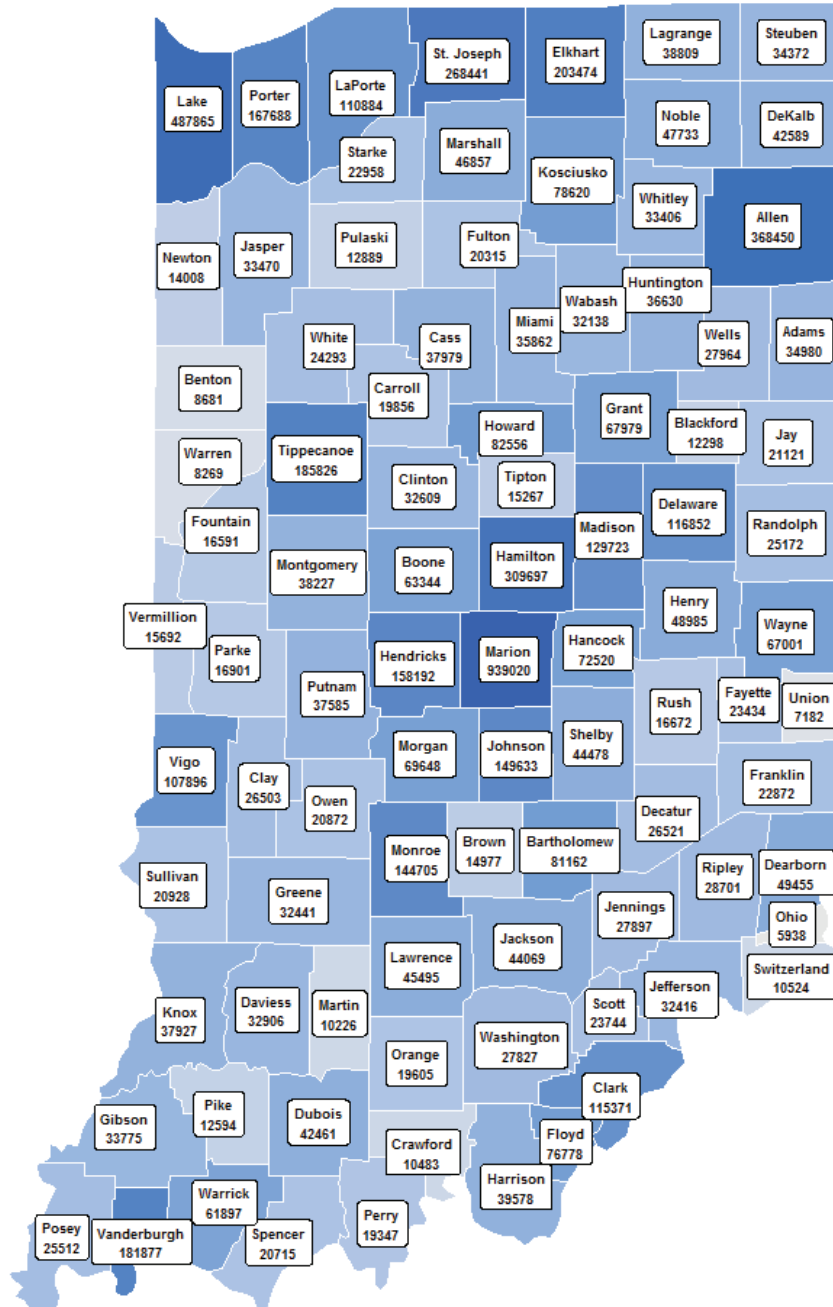 Lagrange
38809
Steuben
34372
St. Joseph
268441
Elkhart
203474
LaPorte
110884
Porter
167688
Lake
487865
Noble
47733
DeKalb
42589
Starke
22958
Marshall
46857
Kosciusko
78620
Whitley
33406
Allen
368450
Newton
14008
Jasper
33470
Pulaski
12889
Fulton
20315
Huntington
36630
Wabash
32138
Miami
35862
White
24293
Cass
37979
Wells
27964
Adams
34980
Benton
8681
Carroll
19856
Grant
67979
Blackford
12298
Jay
21121
Howard
82556
Warren
8269
Tippecanoe
185826
Clinton
32609
Tipton
15267
Delaware
116852
Madison
129723
Randolph
25172
Fountain
16591
Montgomery
38227
Boone
63344
Hamilton
309697
Henry
48985
Vermillion
15692
Wayne
67001
Parke
16901
Hendricks
158192
Marion
939020
Hancock
72520
Putnam
37585
Rush
16672
Fayette
23434
Union
7182
Vigo
107896
Morgan
69648
Johnson
149633
Shelby
44478
Clay
26503
Franklin
22872
Owen
20872
Decatur
26521
Monroe
144705
Brown
14977
Bartholomew
81162
Sullivan
20928
Ripley
28701
Dearborn
49455
Greene
32441
Jennings
27897
Ohio
5938
Lawrence
45495
Jackson
44069
Switzerland
10524
Knox
37927
Daviess
32906
Martin
10226
Scott
23744
Jefferson
32416
Orange
19605
Washington
27827
Clark
115371
Gibson
33775
Pike
12594
Dubois
42461
Crawford
10483
Floyd
76778
Harrison
39578
Warrick
61897
Posey
25512
Vanderburgh
181877
Spencer
20715
Perry
19347